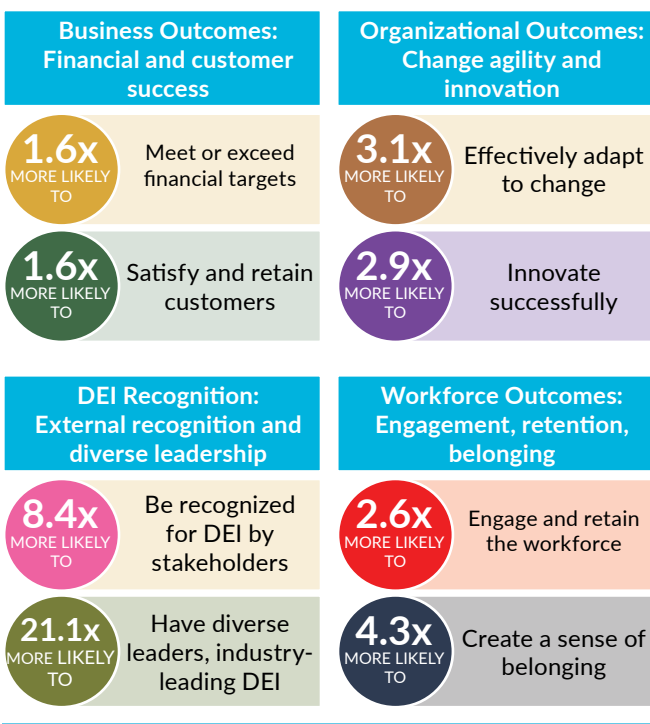 Business Outcomes:
Financial and customer
success
1.6x
MORE LIKELY
TO
Meet or exceed
financial targets
1.6x
MORE LIKELY
TO
Satisfy and retain
customers
Organizational Outcomes:
Change agility and
innovation
3.1x
MORE LIKELY
TO
Effectively adapt
to change
2.9x
MORE LIKELY
TO
Innovate
successfully
DEI Recognition:
External recognition and
diverse leadership
8.4x
MORE LIKELY
TO
Be recognized
for DEI by
stakeholders
21.1x
MORE LIKELY
TO
Have diverse
leaders, industry-
leading DEI
Workforce Outcomes:
Engagement, retention,
belonging
2.6x
MORE LIKELY
TO
Engage and retain
the workforce
4.3x
MORE LIKELY
TO
Create a sense of
belonging